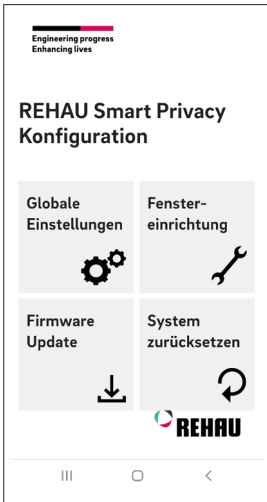 Engineering progress
Enhancing lives
REHAU Smart Privacy
Konfiguration
Globale
Einstellungen
Fenster-
einrichtung
Firmware
Update
System
zurücksetzen
REHAU